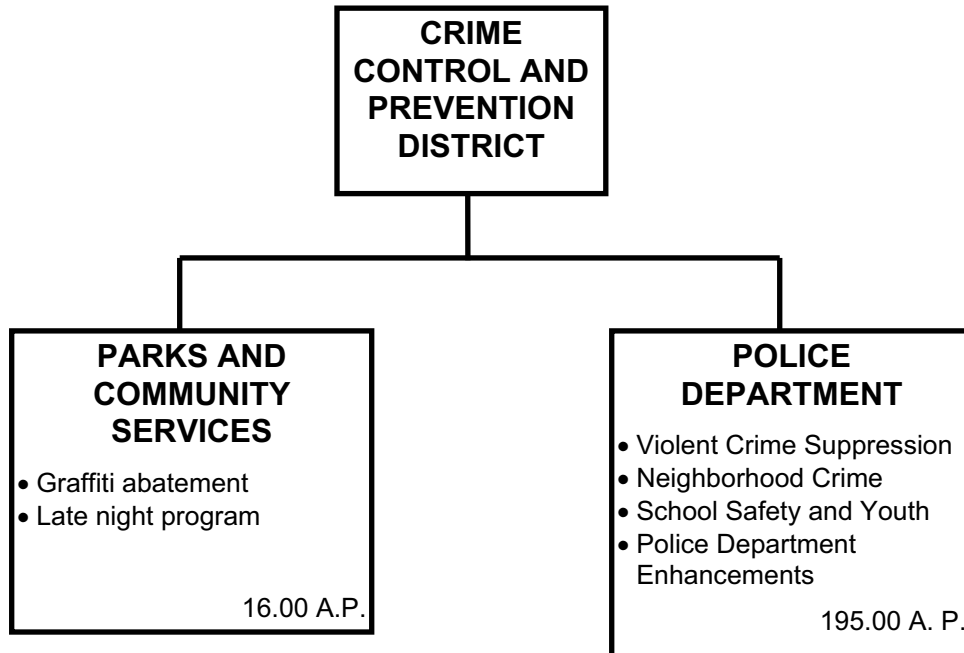 CRIME
CONTROL AND
PREVENTION
DISTRICT
PARKS AND
COMMUNITY
SERVICES
• Graffiti abatement
• Late night program
16.00 A.P.
POLICE
DEPARTMENT
• Violent Crime Suppression
• Neighborhood Crime
• School Safety and Youth
• Police Department
Enhancements
195.00 A. P.